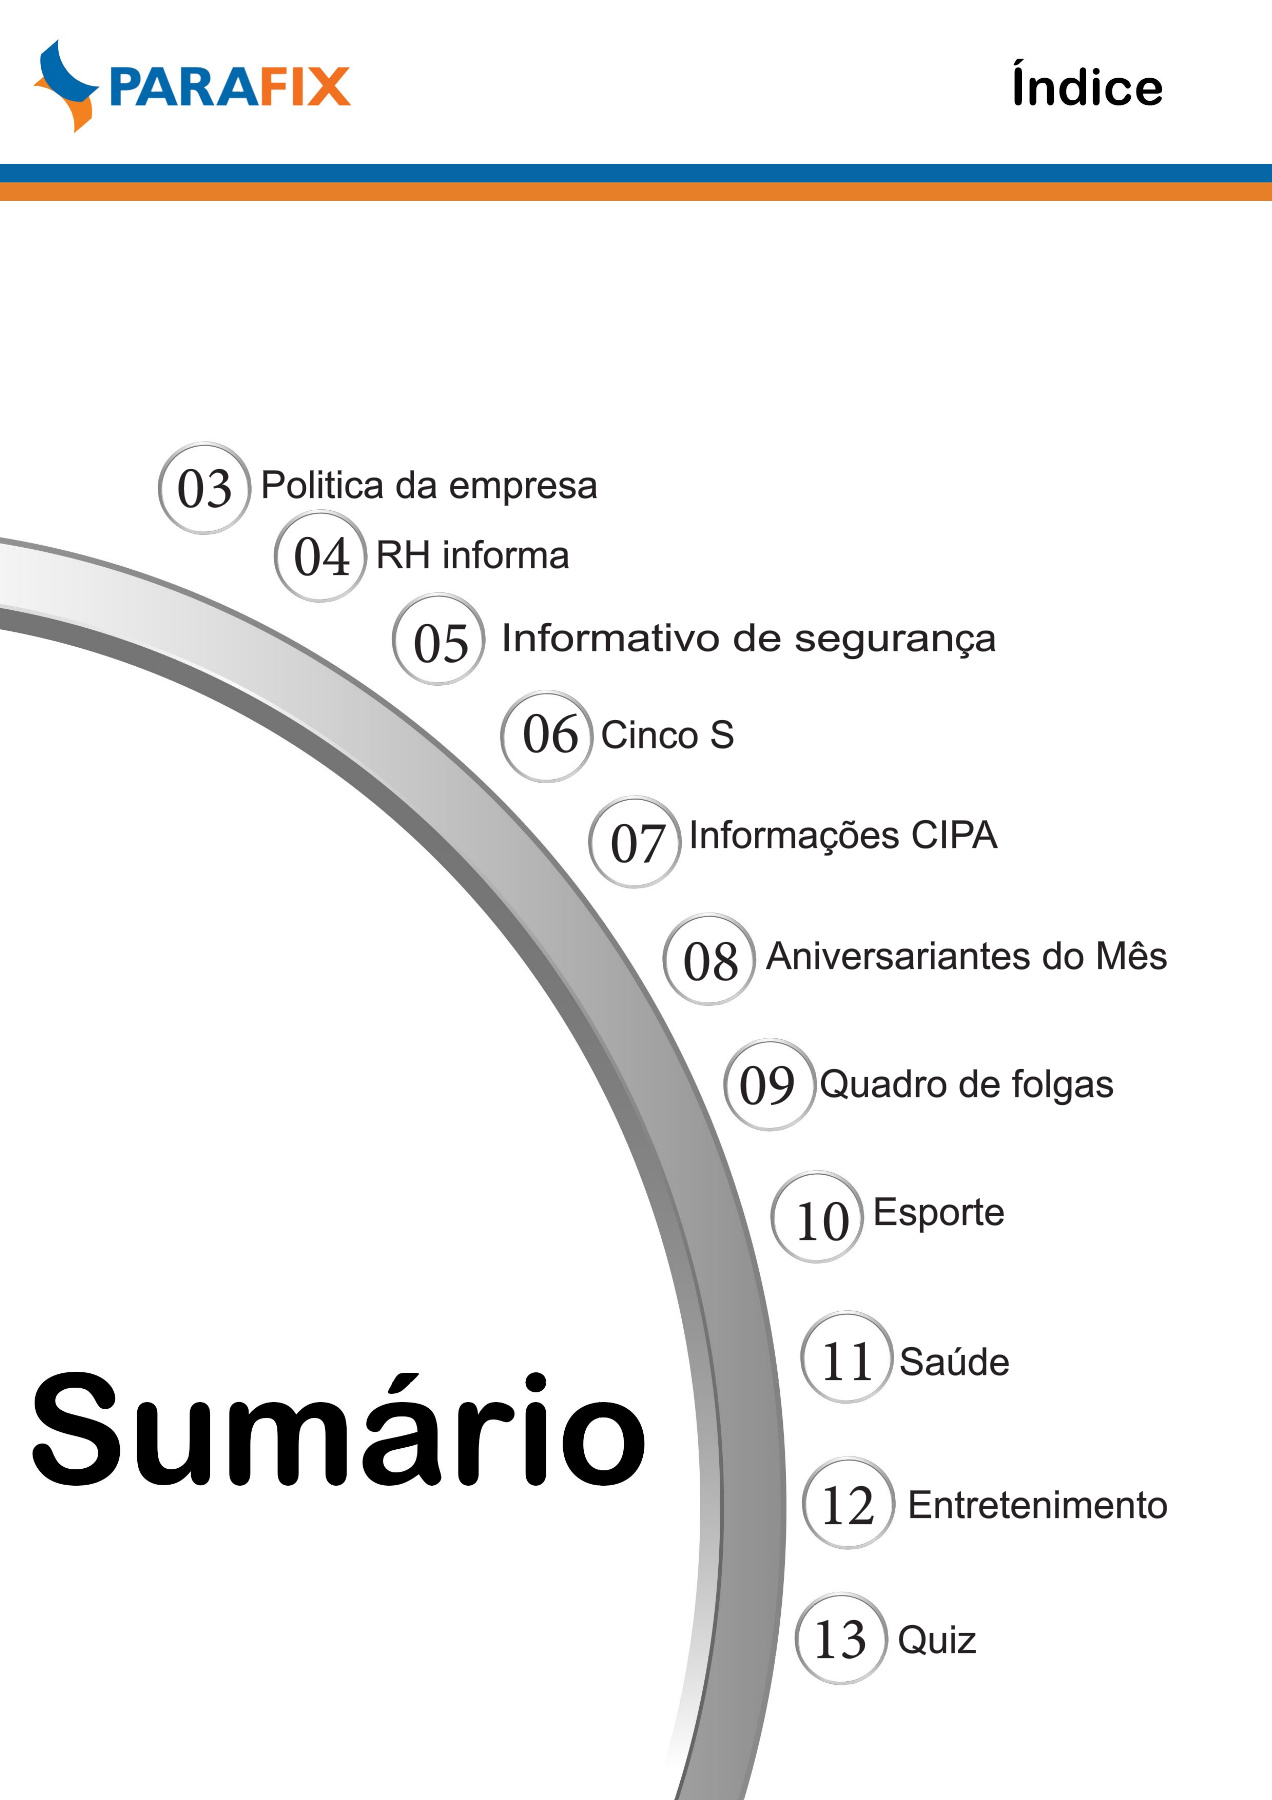 PARAFIX
Índice
03 Politica da empresa
04 RH informa
05 Informativo de segurança
06 Cinco S
07 Informações CIPA
08 Aniversariantes do Mês
09 Quadro de folgas
10 Esporte
11 Saúde
Sumário
12 Entretenimento
13 Quiz